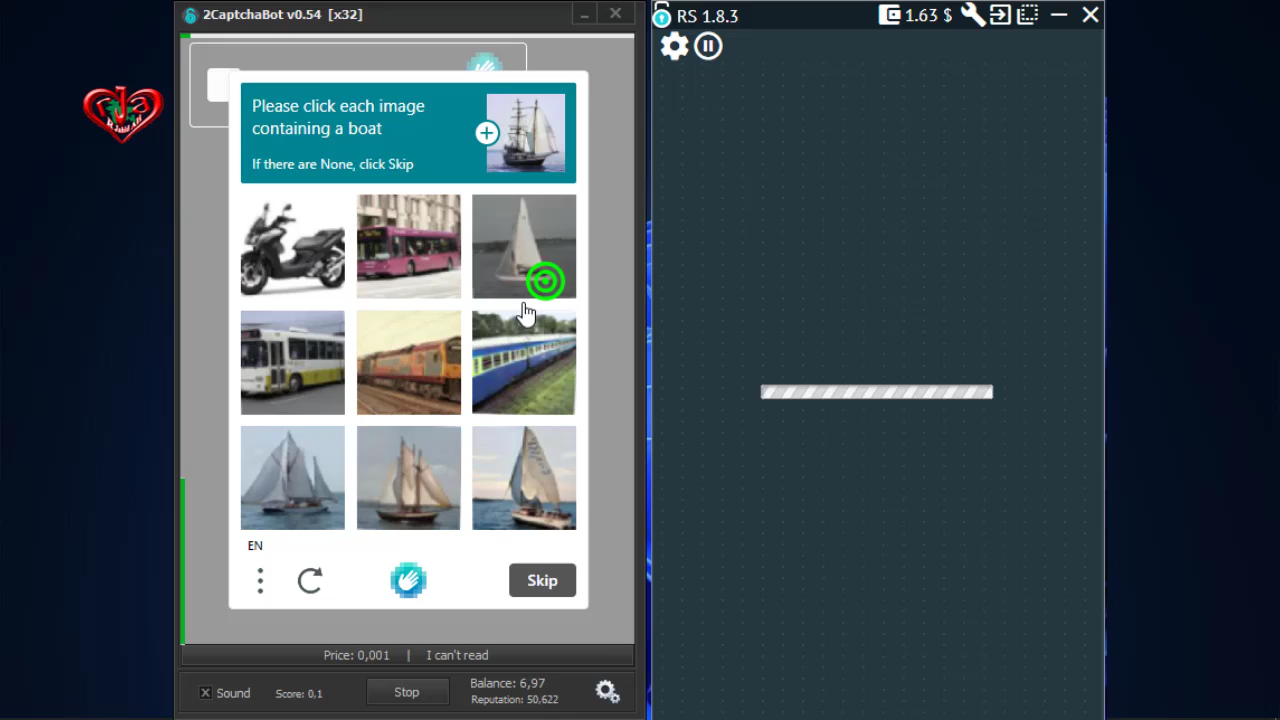 2CaptchaBot v0.54 [x32]
Please click each image
containing a boat
If there are None, click Skip
EN
Skip
Price: 0,001 | I can't read
Sound
Score: 0,1
Stop
Balance: 6,97
Reputation: 50,622
RS 1.8.3
1.63 $